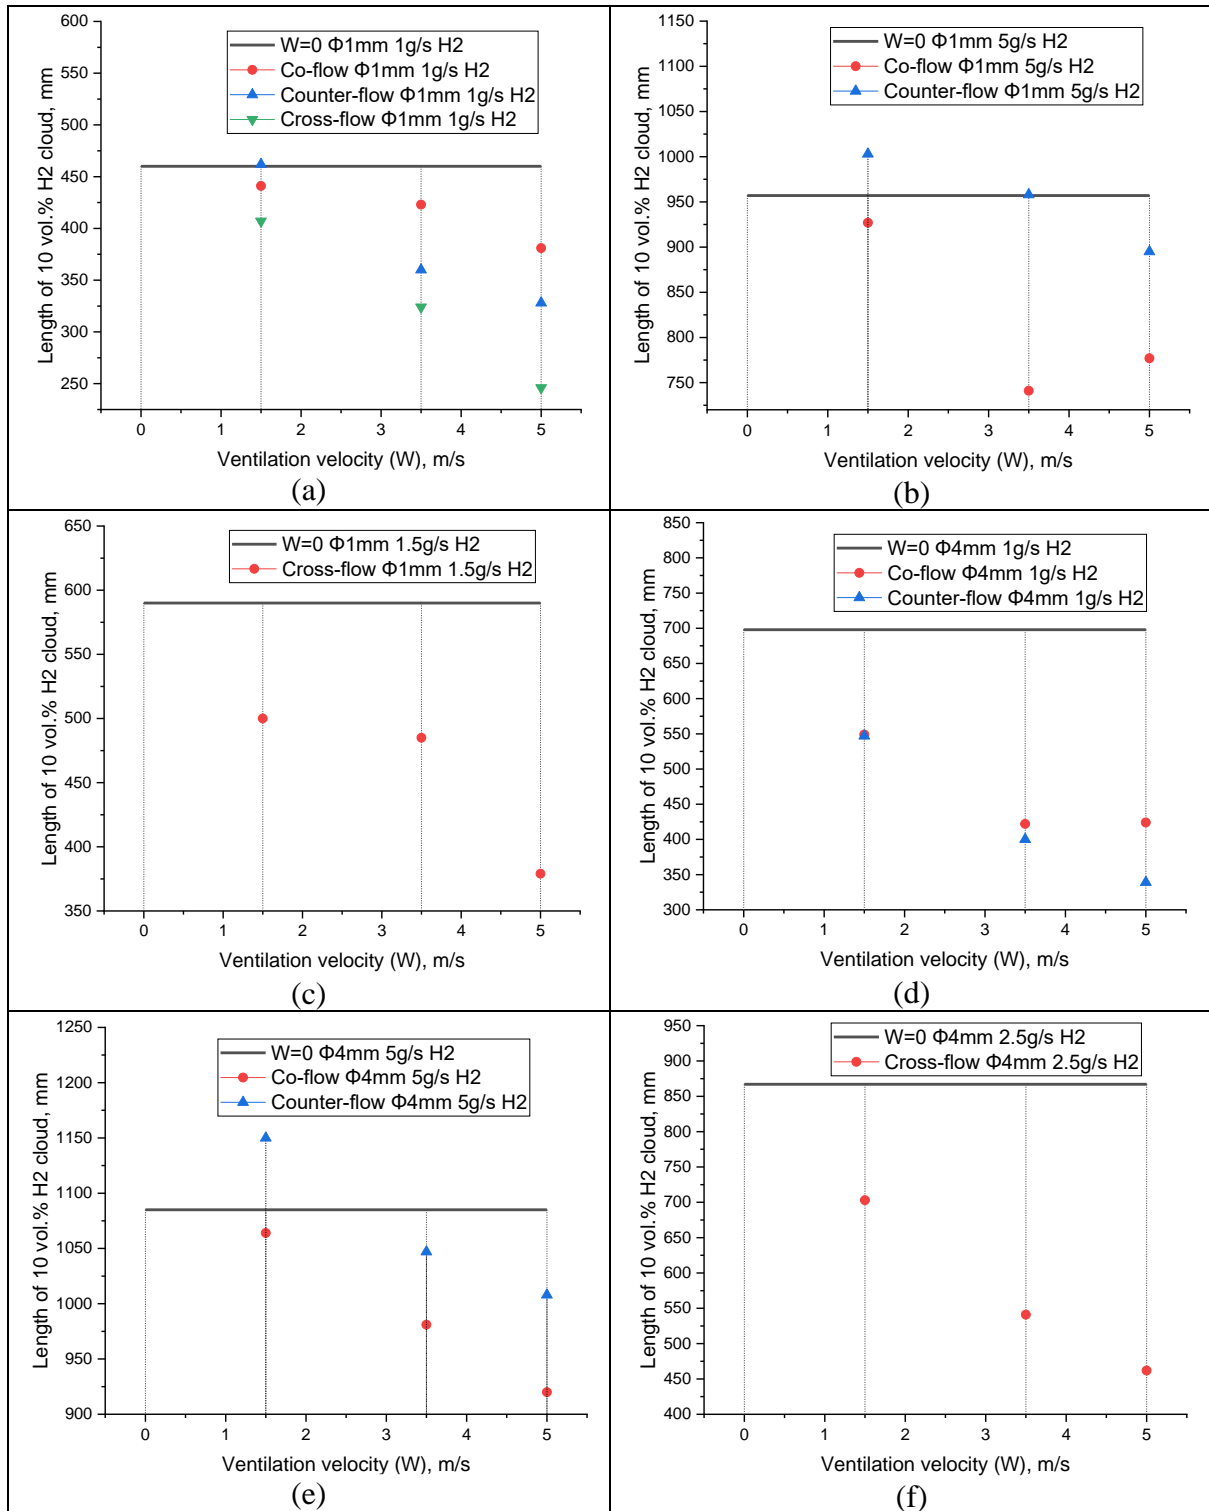 600
550
500
450
400
350
300
250
Length of 10 vol.% H2 cloud, mm
W=0 Φ1mm 1g/s H2
Co-flow Φ1mm 1g/s H2
Counter-flow Φ1mm 1g/s H2
Cross-flow Φ1mm 1g/s H2
0 1 2 3 4 5
Ventilation velocity (W), m/s
(a)
1150
1100
1050
1000
950
900
850
800
750
Length of 10 vol.% H2 cloud, mm
W=0 Φ1mm 5g/s H2
Co-flow Φ1mm 5g/s H2
Counter-flow Φ1mm 5g/s H2
0 1 2 3 4 5
Ventilation velocity (W), m/s
(b)
650
600
550
500
450
400
350
Length of 10 vol.% H2 cloud, mm
W=0 Φ1mm 1.5g/s H2
Cross-flow Φ1mm 1.5g/s H2
0 1 2 3 4 5
Ventilation velocity (W), m/s
(c)
850
800
750
700
650
600
550
500
450
400
350
300
Length of 10 vol.% H2 cloud, mm
W=0 Φ4mm 1g/s H2
Co-flow Φ4mm 1g/s H2
Counter-flow Φ4mm 1g/s H2
0 1 2 3 4 5
Ventilation velocity (W), m/s
(d)
1250
1200
1150
1100
1050
1000
950
900
Length of 10 vol.% H2 cloud, mm
W=0 Φ4mm 5g/s H2
Co-flow Φ4mm 5g/s H2
Counter-flow Φ4mm 5g/s H2
0 1 2 3 4 5
Ventilation velocity (W), m/s
(e)
950
900
850
800
750
700
650
600
550
500
450
400
Length of 10 vol.% H2 cloud, mm
W=0 Φ4mm 2.5g/s H2
Cross-flow Φ4mm 2.5g/s H2
0 1 2 3 4 5
Ventilation velocity (W), m/s
(f)